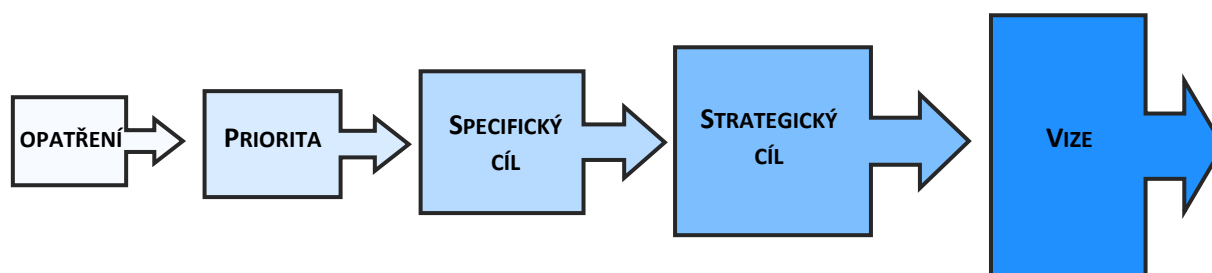 OPATŘENÍ
PRIORITA
SPECIFICKÝ
CÍL
STRATEGICKÝ
CÍL
VIZE